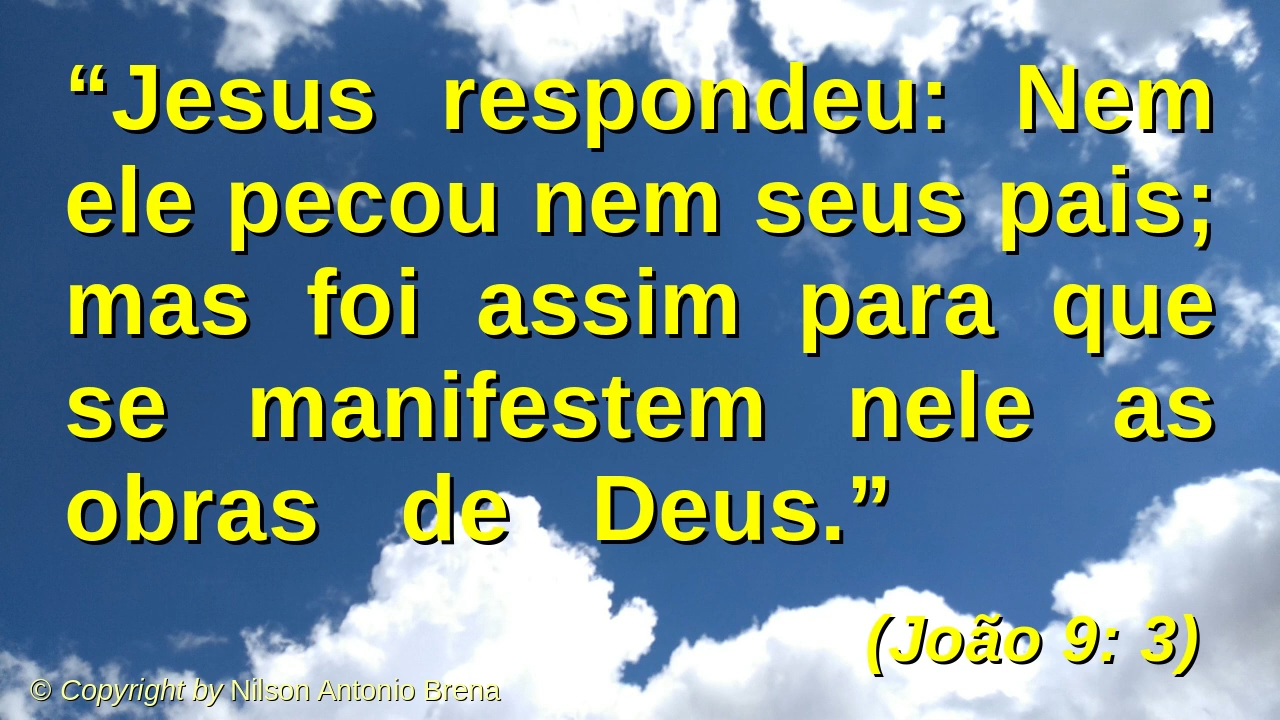 “Jesus respondeu: Nem
ele pecou nem seus pais;
mas foi assim para que
se manifestem nele as
obras de Deus.”
(João 9: 3)
© Copyright by Nilson Antonio Brena